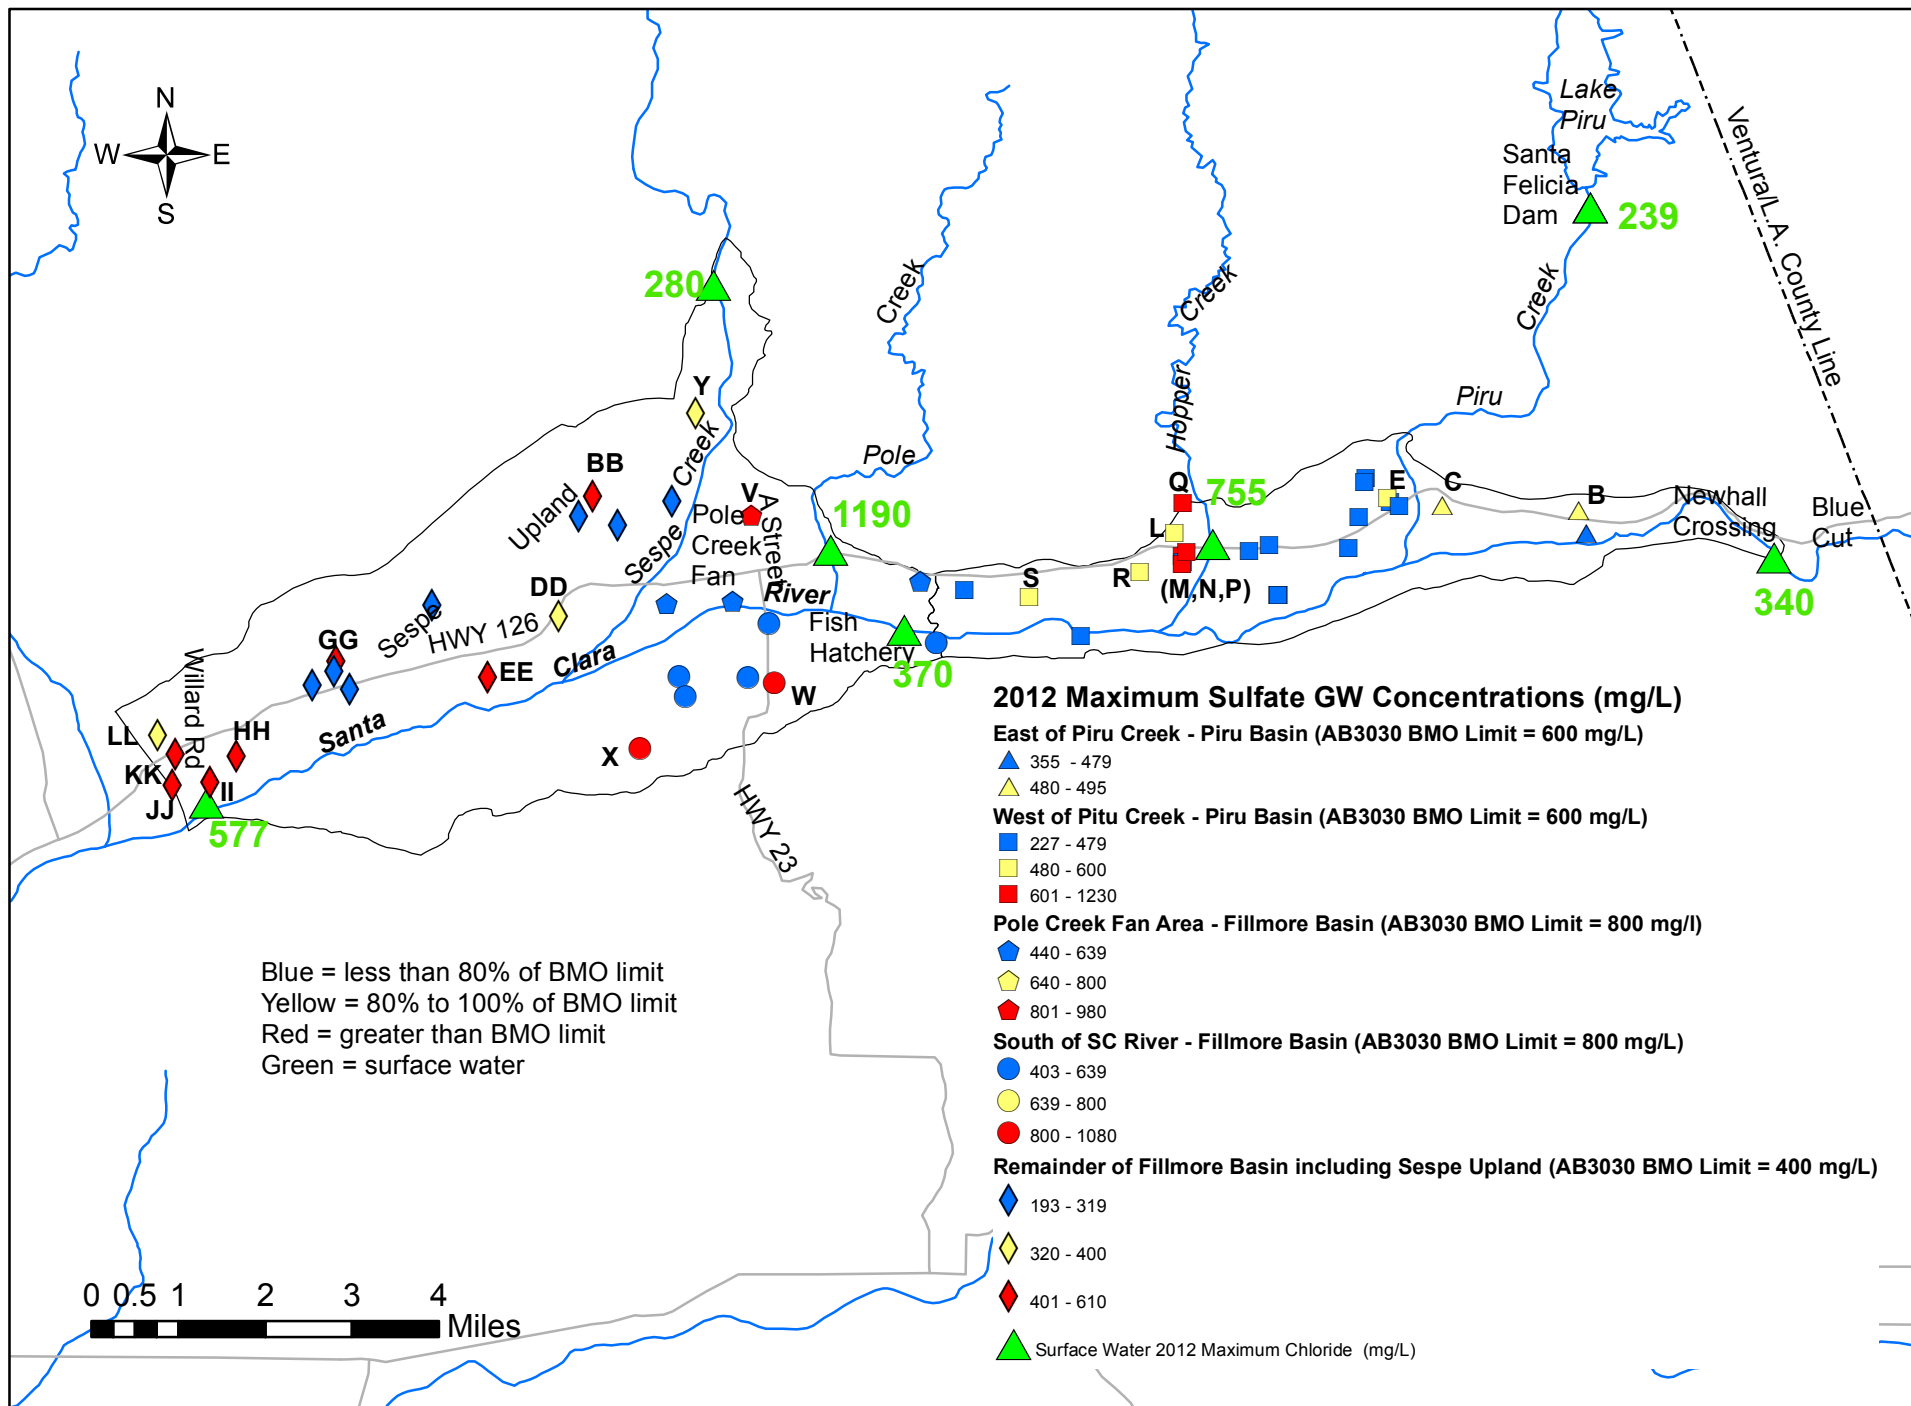 N
W
E
S
Lake
Piru
Santa
Felicia
Dam
239
Ventura/L.A. County Line
280
Creek
Creek
Creek
Y
Piru
Hopper
Pole
BB
Creek
Upland
V
A Street
Pole
Creek
Fan
1190
Q
755
L
E
C
B
Newhall
Crossing
Blue
Cut
Sespe
DD
River
S
R
(M,N,P)
340
Sespe
HWY 126
GG
Clara
EE
Fish
Hatchery
370
W
X
Willard Rd
Santa
LL
HH
KK
JJ
II
577
HWY 23
2012 Maximum Sulfate GW Concentrations (mg/L)
East of Piru Creek - Piru Basin (AB3030 BMO Limit = 600 mg/L)
355 - 479
480 - 495
West of Pitu Creek - Piru Basin (AB3030 BMO Limit = 600 mg/L)
227 - 479
480 - 600
601 - 1230
Pole Creek Fan Area - Fillmore Basin (AB3030 BMO Limit = 800 mg/l)
440 - 639
640 - 800
801 - 980
South of SC River - Fillmore Basin (AB3030 BMO Limit = 800 mg/L)
403 - 639
639 - 800
800 - 1080
Remainder of Fillmore Basin including Sespe Upland (AB3030 BMO Limit = 400 mg/L)
193 - 319
320 - 400
401 - 610
Surface Water 2012 Maximum Chloride (mg/L)
Blue = less than 80% of BMO limit
Yellow = 80% to 100% of BMO limit
Red = greater than BMO limit
Green = surface water
0 0.5 1 2 3 4
Miles